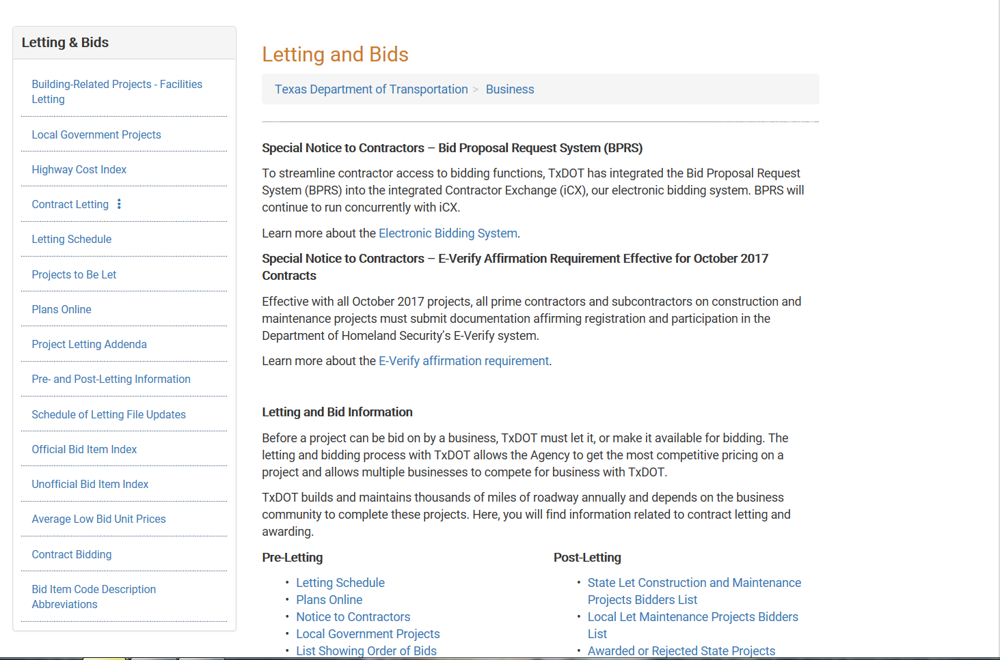 Letting & Bids
Building-Related Projects - Facilities
Letting
Local Government Projects
Highway Cost Index
Contract Letting
Letting Schedule
Projects to Be Let
Plans Online
Project Letting Addenda
Pre- and Post-Letting Information
Schedule of Letting File Updates
Official Bid Item Index
Unofficial Bid Item Index
Average Low Bid Unit Prices
Contract Bidding
Bid Item Code Description
Abbreviations
Letting and Bids
Texas Department of Transportation > Business
Special Notice to Contractors – Bid Proposal Request System (BPRS)
To streamline contractor access to bidding functions, TxDOT has integrated the Bid Proposal Request
System (BPRS) into the integrated Contractor Exchange (iCX), our electronic bidding system. BPRS will
continue to run concurrently with iCX.
Learn more about the Electronic Bidding System.
Special Notice to Contractors – E-Verify Affirmation Requirement Effective for October 2017
Contracts
Effective with all October 2017 projects, all prime contractors and subcontractors on construction and
maintenance projects must submit documentation affirming registration and participation in the
Department of Homeland Security’s E-Verify system.
Learn more about the E-Verify affirmation requirement.
Letting and Bid Information
Before a project can be bid on by a business, TxDOT must let it, or make it available for bidding. The
letting and bidding process with TxDOT allows the Agency to get the most competitive pricing on a
project and allows multiple businesses to compete for business with TxDOT.
TxDOT builds and maintains thousands of miles of roadway annually and depends on the business
community to complete these projects. Here, you will find information related to contract letting and
awarding.
Pre-Letting
• Letting Schedule
• Plans Online
• Notice to Contractors
• Local Government Projects
• List Showing Order of Bids
Post-Letting
• State Let Construction and Maintenance
Projects Bidders List
• Local Let Maintenance Projects Bidders
List
• Awarded or Rejected State Projects